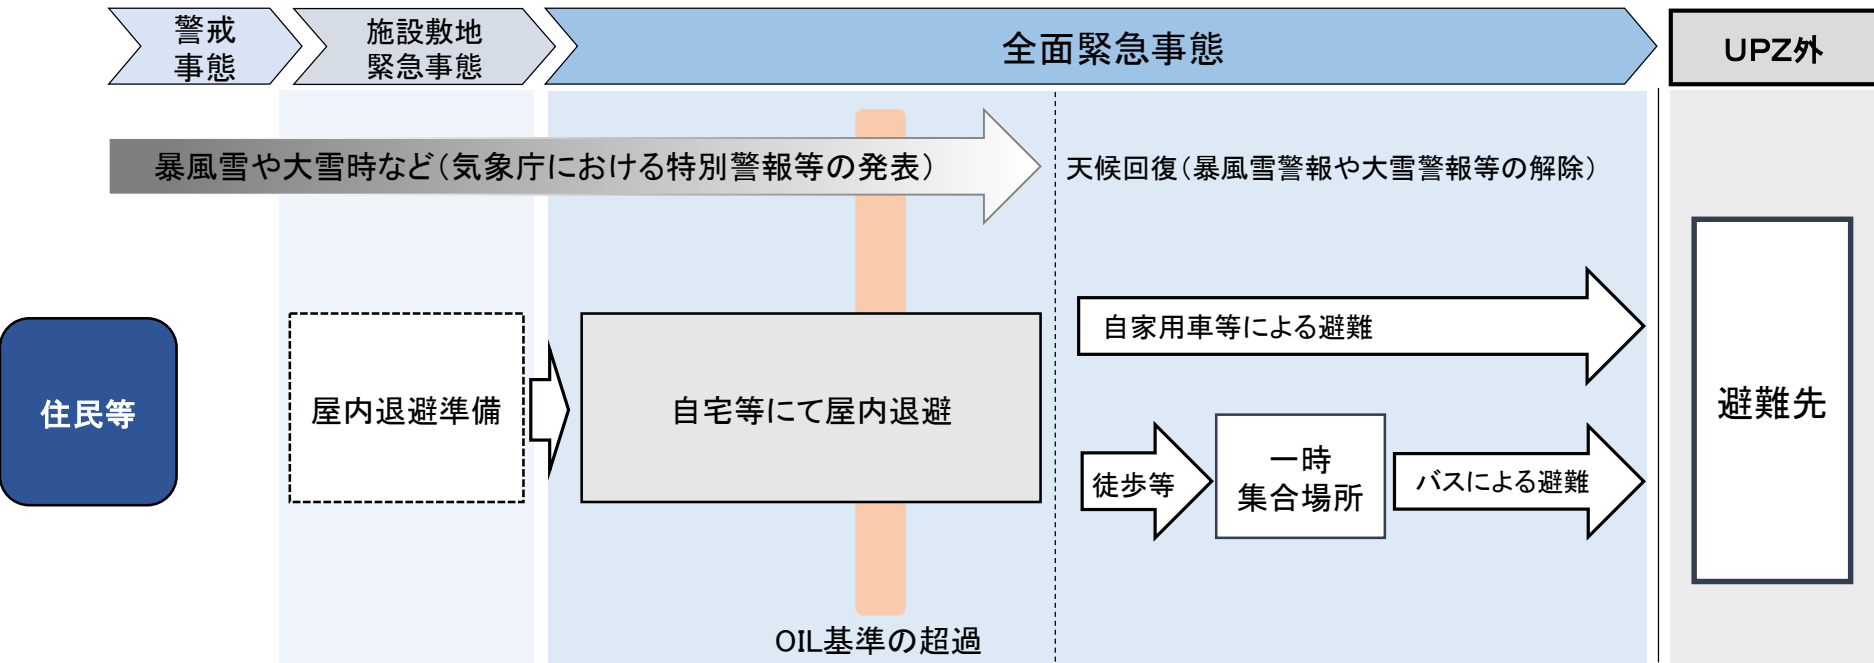 警戒
事態
施設敷地
緊急事態
全面緊急事態
UPZ外
暴風雪や大雪時など（気象庁における特別警報等の発表）
天候回復（暴風雪警報や大雪警報等の解除）
住民等
屋内退避準備
自宅等にて屋内退避
自家用車等による避難
徒歩等
一時
集合場所
バスによる避難
避難先
OIL基準の超過